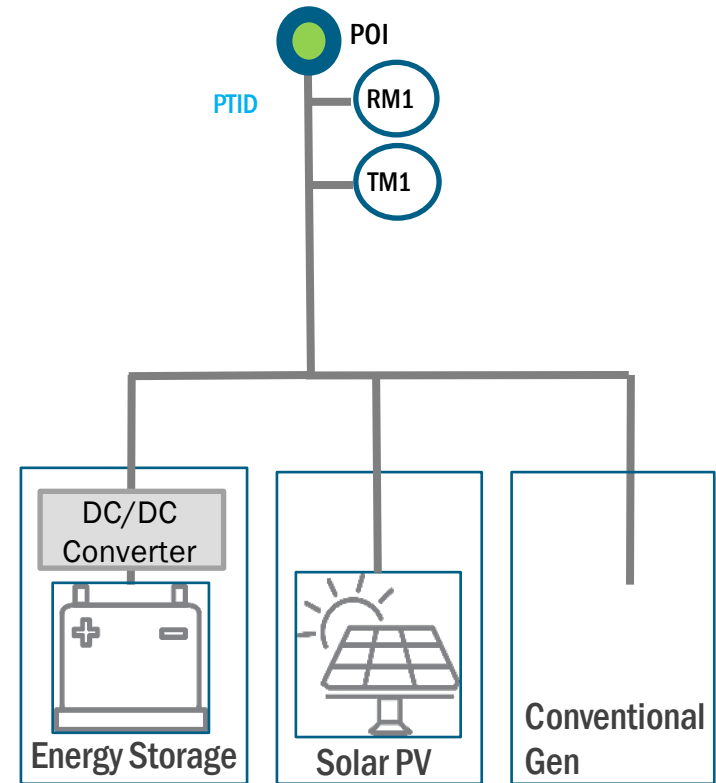 POI
PTID
RM1
TM1
DC/DC
Converter
Energy Storage
Solar PV
Conventional
Gen